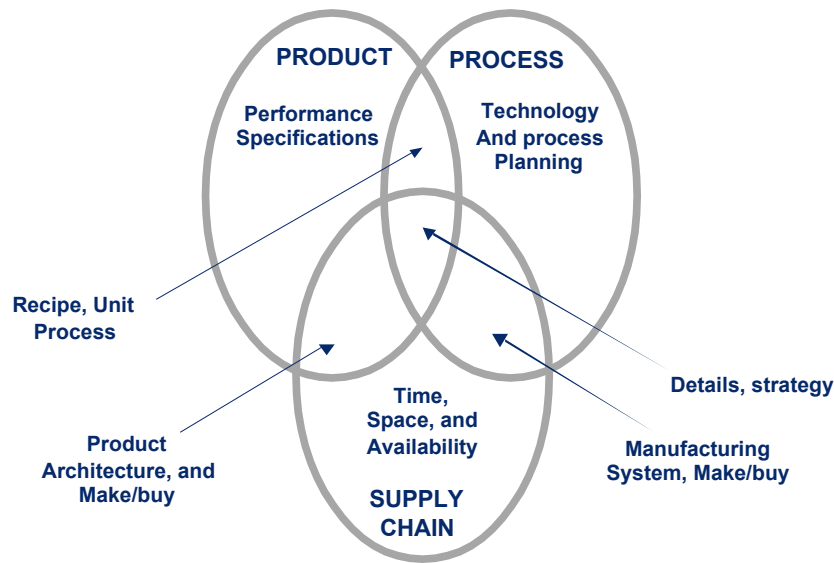 PRODUCT
PROCESS
Performance
Specifications
Technology
And process
Planning
Recipe, Unit
Process
Details, strategy
Time,
Space, and
Availability
Product
Architecture, and
Make/buy
Manufacturing
System, Make/buy
SUPPLY
CHAIN